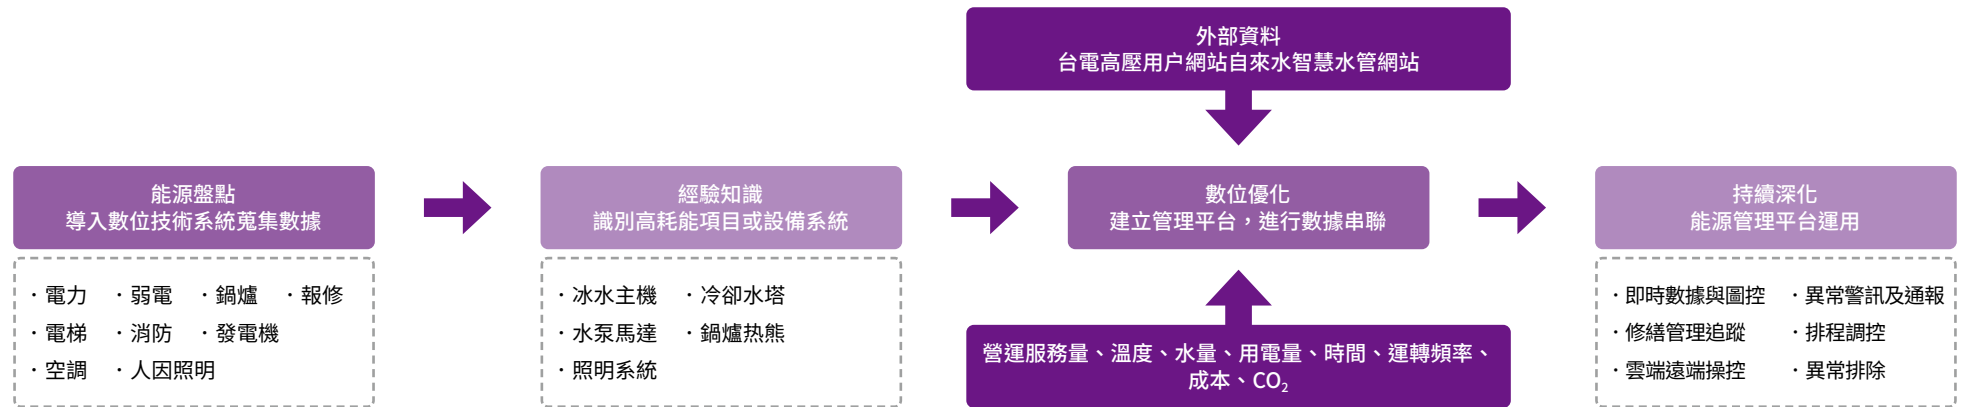 外部資料
台電高壓用户網站自來水智慧水管網站
能源盤點
導入數位技術系統蒐集數據
・電力 ・弱電 ・鍋爐 ・報修
・電梯 ・消防 ・發電機
・空調 ・人因照明
經驗知識
識別高耗能項目或設備系統
・冰水主機 ・冷卻水塔
・水泵馬達 ・鍋爐热熊
・照明系統
數位優化
建立管理平台，進行數據串聯
營運服務量、溫度、水量、用電量、時間、運轉頻率、
成本、CO₂
持續深化
能源管理平台運用
・即時數據與圖控 ・異常警訊及通報
・修繕管理追蹤 ・排程調控
・雲端遠端操控 ・異常排除